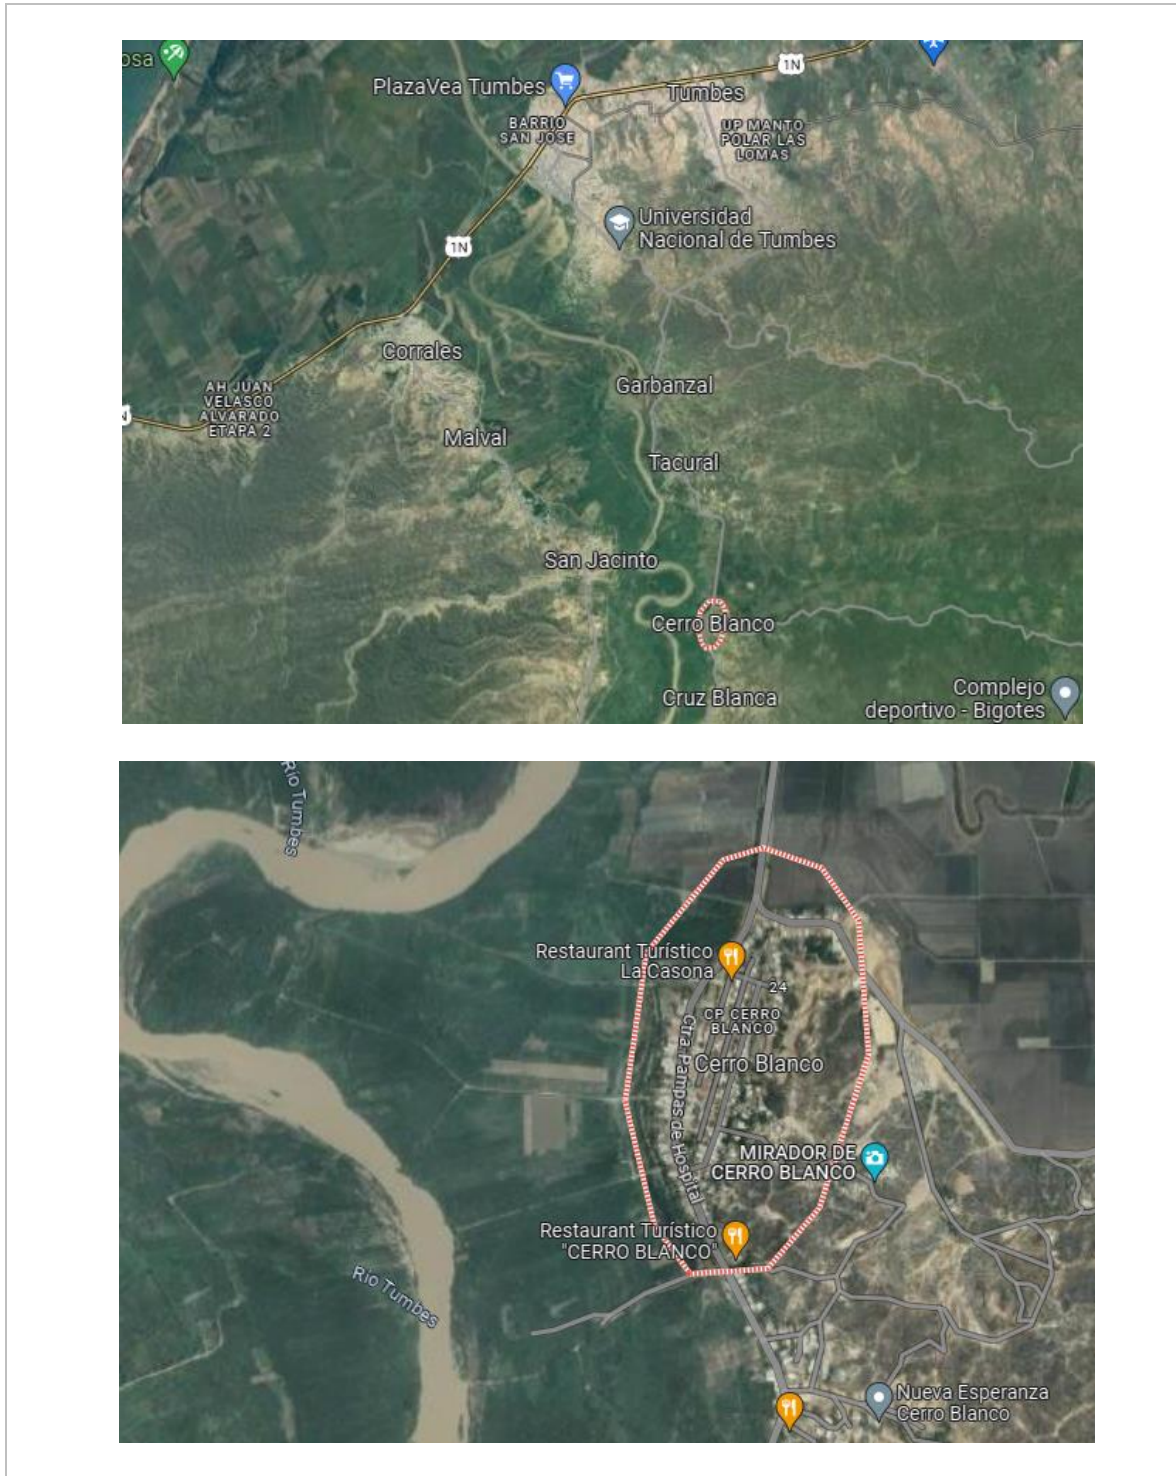 osa
PlazaVea Tumbes
1N
Tumbes
BARRIO
SAN JOSE
UP MANTO
POLAR LAS
LOMAS
Universidad
Nacional de Tumbes
1N
Corrales
AH JUAN
VELASCO
ALVARADO
ETAPA 2
N
Garbanzal
Malval
Tacural
San Jacinto
Cerro Blanco
Cruz Blanca
Complejo
deportivo - Bigotes
Río Tumbes
Restaurant Turístico
La Casona
24
CP CERRO
BLANCO
Cerro Blanco
Ctra. Pampas de Hospital
MIRADOR DE
CERRO BLANCO
Restaurant Turístico
"CERRO BLANCO"
Río Tumbes
Nueva Esperanza
Cerro Blanco